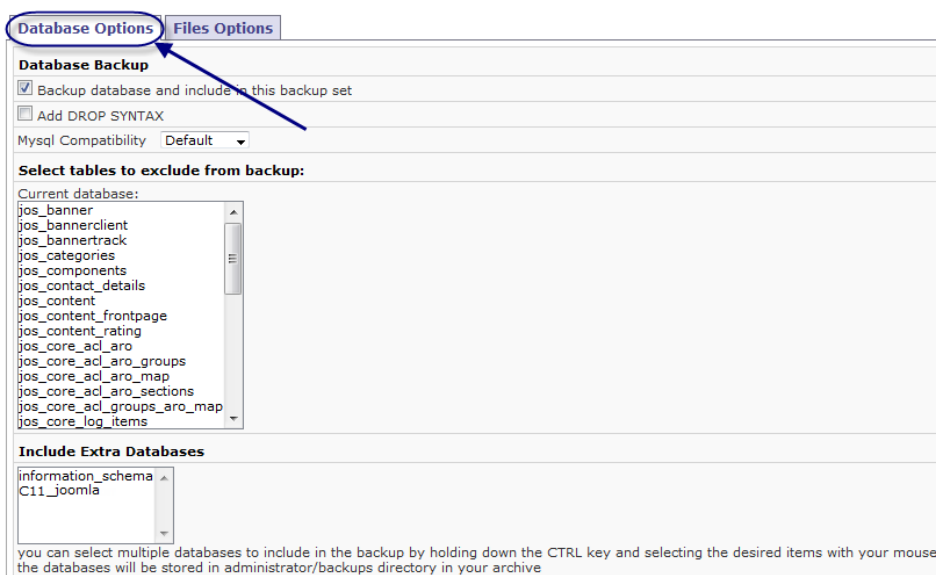 Database Options Files Options
Database Backup
Backup database and include in this backup set
Add DROP SYNTAX
Mysql Compatibility Default
Select tables to exclude from backup:
Current database:
jos_banner
jos_bannerclient
jos_bannertrack
jos_categories
jos_components
jos_contact_details
jos_content
jos_content_frontpage
jos_content_rating
jos_core_acl_aro
jos_core_acl_aro_groups
jos_core_acl_aro_map
jos_core_acl_aro_sections
jos_core_acl_groups_aro_map
jos_core_log_items
Include Extra Databases
information_schema
C11_joomla
you can select multiple databases to include in the backup by holding down the CTRL key and selecting the desired items with your mouse
the databases will be stored in administrator/backups directory in your archive